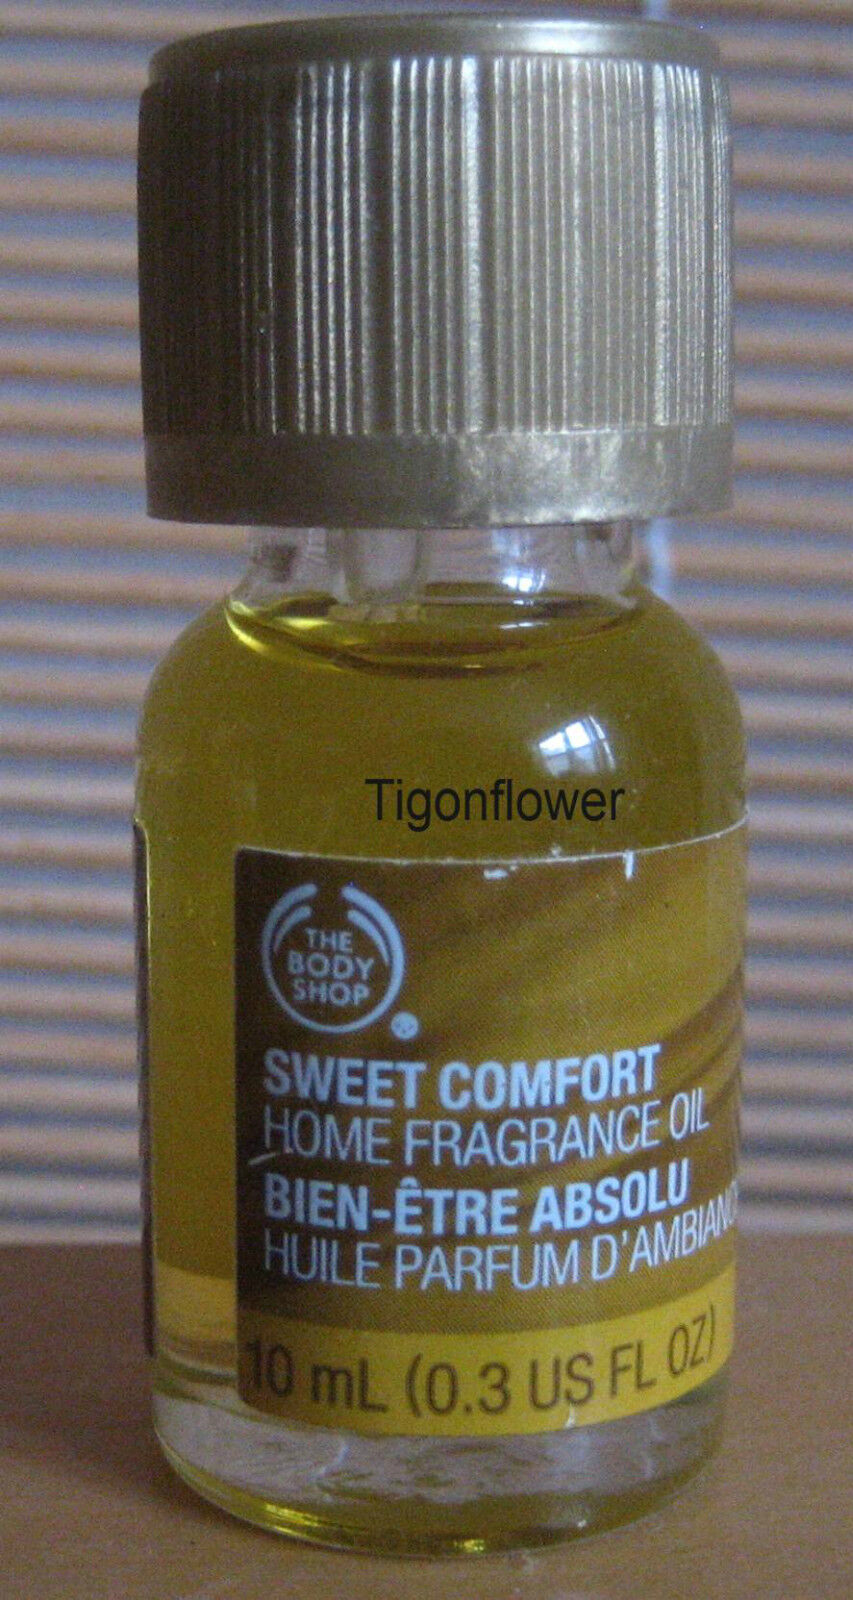 Tigonflower
THE
BODY
SHOP
SWEET COMFORT
HOME FRAGRANCE OIL
BIEN-ÊTRE ABSOLU
HUILE PARFUM D'AMBIANC
10 mL (0.3 US FL OZ)